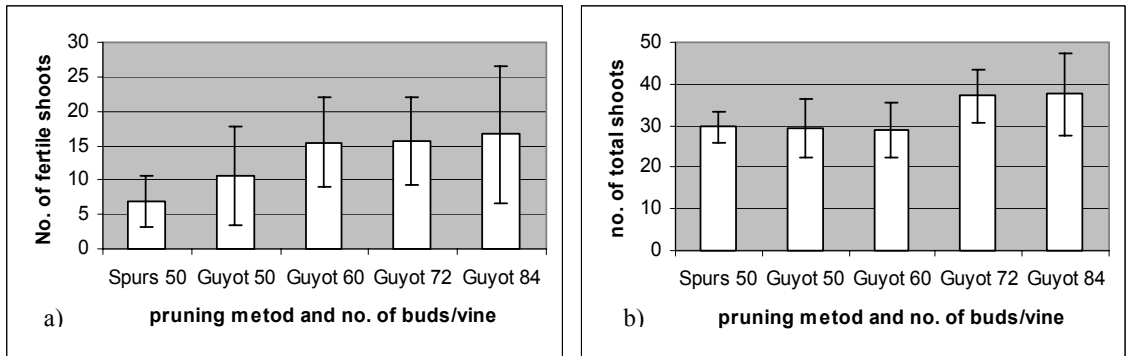 No. of fertile shoots
30
25
20
15
10
5
0
Spurs 50 Guyot 50 Guyot 60 Guyot 72 Guyot 84
a) pruning metod and no. of buds/vine
no. of total shoots
50
40
30
20
10
0
Spurs 50 Guyot 50 Guyot 60 Guyot 72 Guyot 84
b) pruning metod and no. of buds/vine